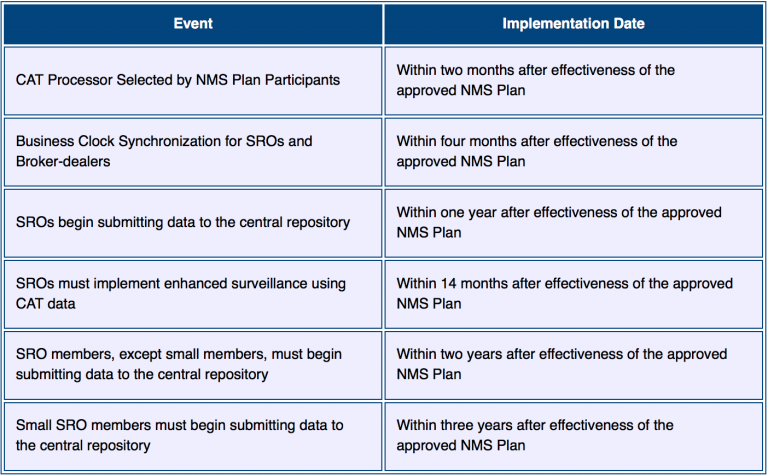 Event
Implementation Date
CAT Processor Selected by NMS Plan Participants
Within two months after effectiveness of the
approved NMS Plan
Business Clock Synchronization for SROs and
Broker-dealers
Within four months after effectiveness of the
approved NMS Plan
SROs begin submitting data to the central repository
Within one year after effectiveness of the approved
NMS Plan
SROs must implement enhanced surveillance using
CAT data
Within 14 months after effectiveness of the approved
NMS Plan
SRO members, except small members, must begin
submitting data to the central repository
Within two years after effectiveness of the approved
NMS Plan
Small SRO members must begin submitting data to
the central repository
Within three years after effectiveness of the
approved NMS Plan